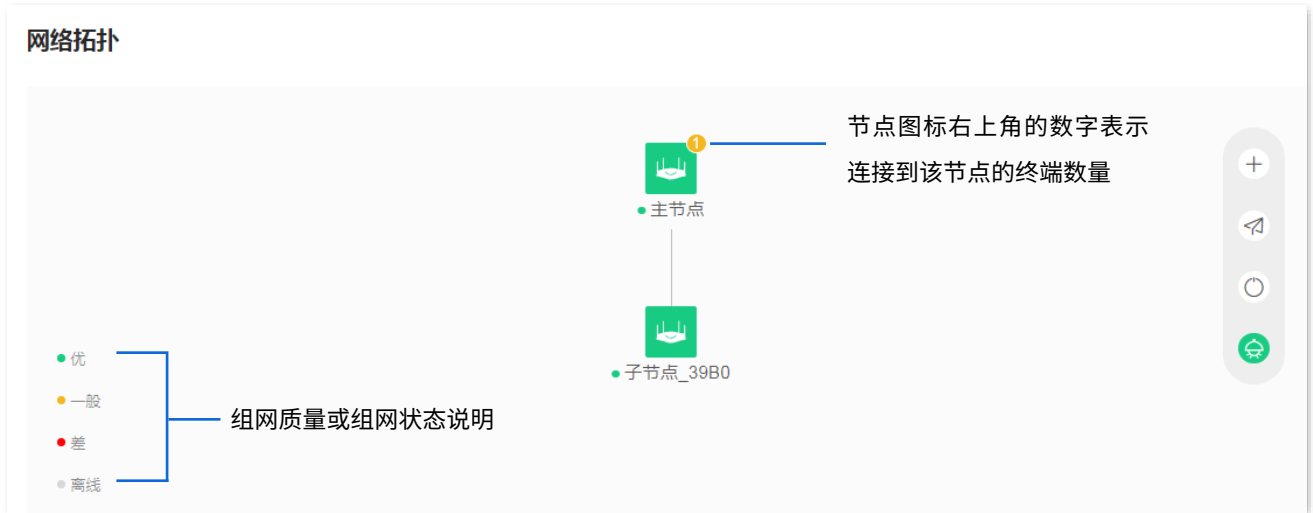 网络拓扑
1
节点图标右上角的数字表示
连接到该节点的终端数量
主节点
子节点_39B0
优
一般
差
离线
组网质量或组网状态说明